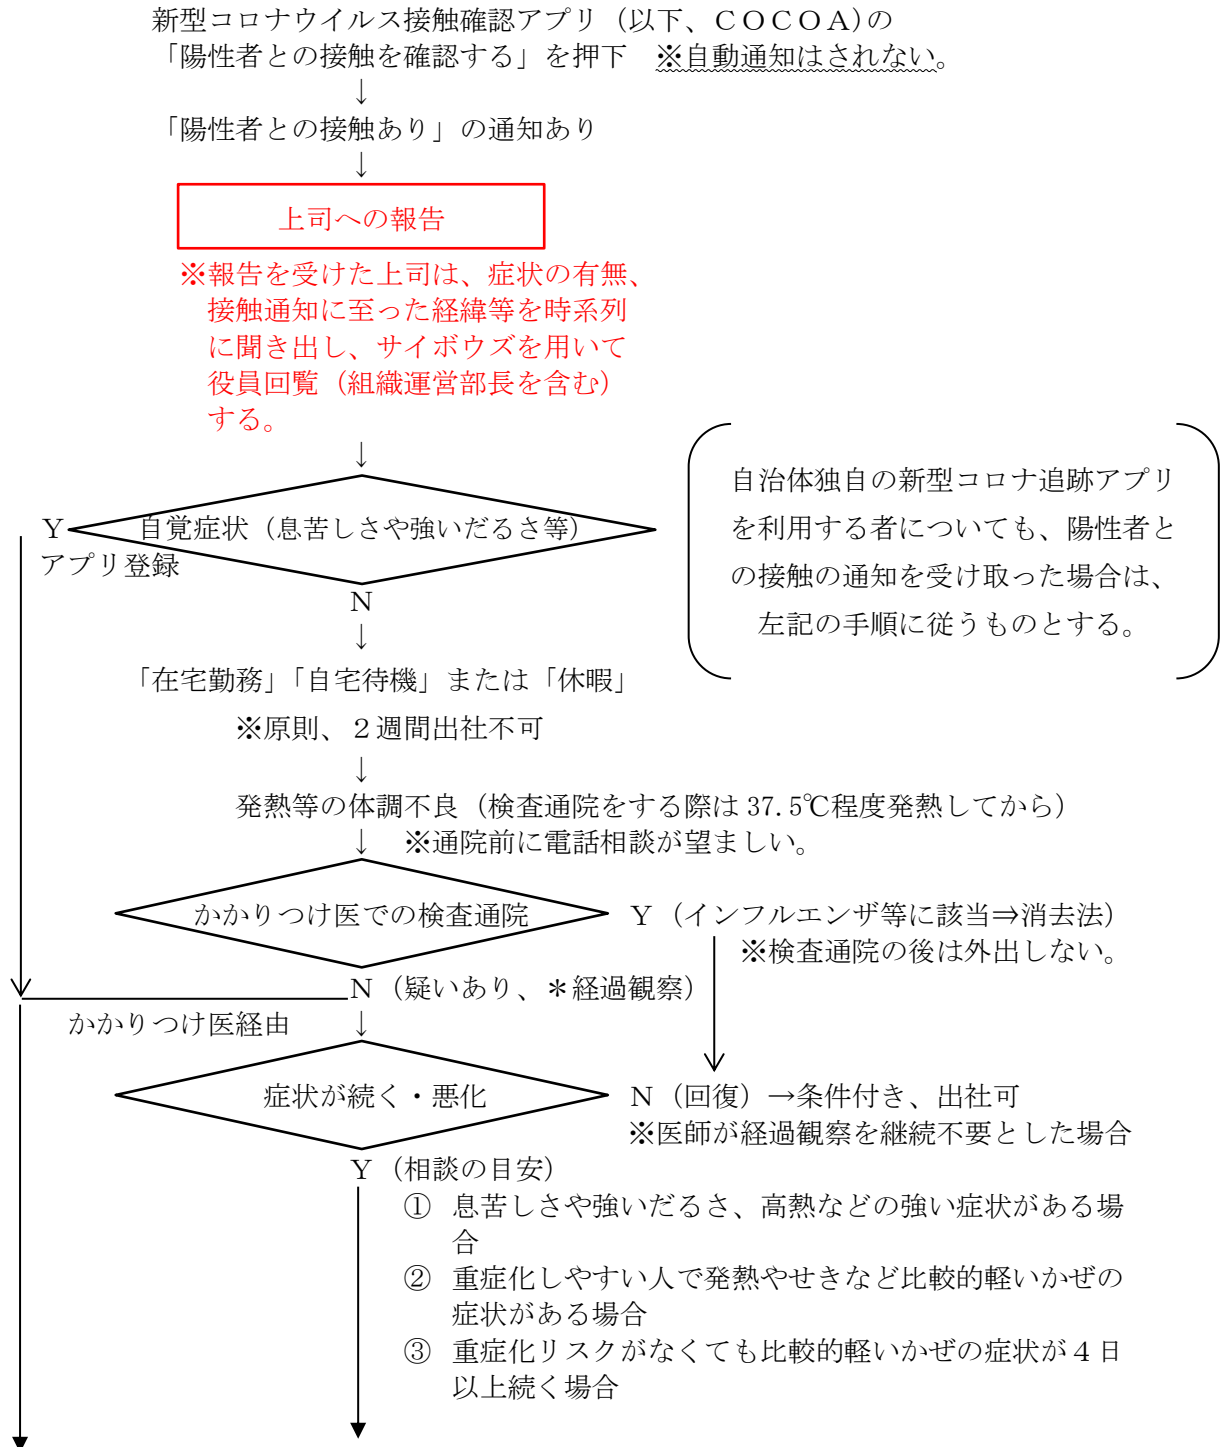 新型コロナウイルス接触確認アプリ（以下、ＣＯＣＯＡ)の
「陽性者との接触を確認する」を押下　※自動通知はされない。
↓
「陽性者との接触あり」の通知あり
↓
上司への報告
※報告を受けた上司は、症状の有無、
接触通知に至った経緯等を時系列
に聞き出し、サイボウズを用いて
役員回覧（組織運営部長を含む）
する。
↓
自治体独自の新型コロナ追跡アプリ
を利用する者についても、陽性者と
の接触の通知を受け取った場合は、
左記の手順に従うものとする。
Ｙ
自覚症状（息苦しさや強いだるさ等）
アプリ登録
Ｎ
↓
「在宅勤務」「自宅待機」または「休暇」
※原則、２週間出社不可
↓
発熱等の体調不良（検査通院をする際は 37.5℃程度発熱してから）
↓　※通院前に電話相談が望ましい。
かかりつけ医での検査通院
Ｙ（インフルエンザ等に該当⇒消去法）
※検査通院の後は外出しない。
Ｎ（疑いあり、＊経過観察）
かかりつけ医経由
↓
症状が続く・悪化
Ｎ（回復）→条件付き、出社可
※医師が経過観察を継続不要とした場合
Ｙ（相談の目安）
①　息苦しさや強いだるさ、高熱などの強い症状がある場
合
②　重症化しやすい人で発熱やせきなど比較的軽いかぜの
症状がある場合
③　重症化リスクがなくても比較的軽いかぜの症状が４日
以上続く場合